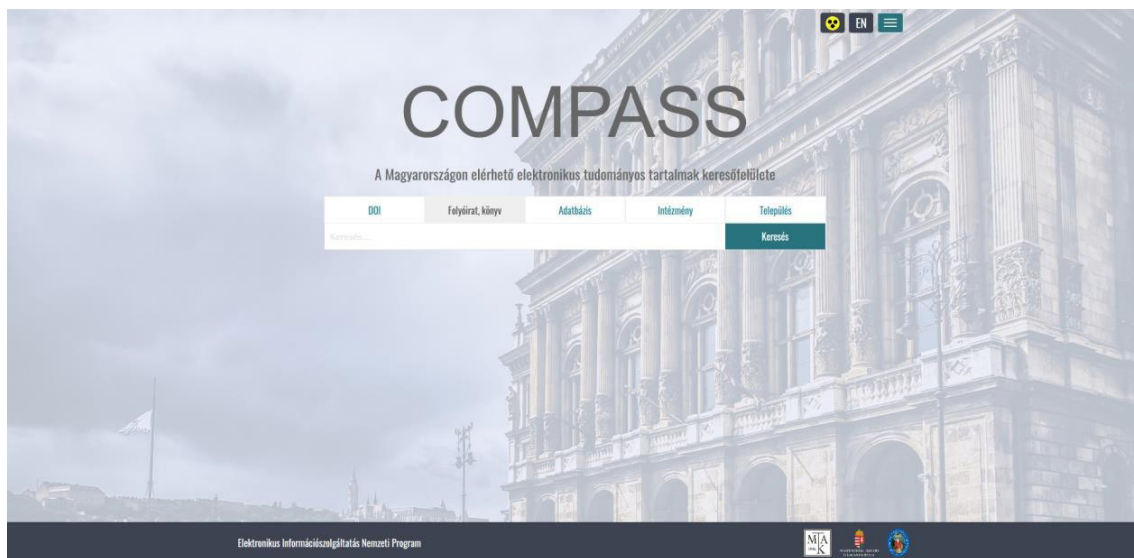 EN
COMPASS
A Magyarországon elérhető elektronikus tudományos tartalmak keresőfelülete
DOI Folyóirat, könyv Adatbázis Intézmény Település
Keresés... Keresés
Elektronikus Információszolgáltatás Nemzeti Program
M A K